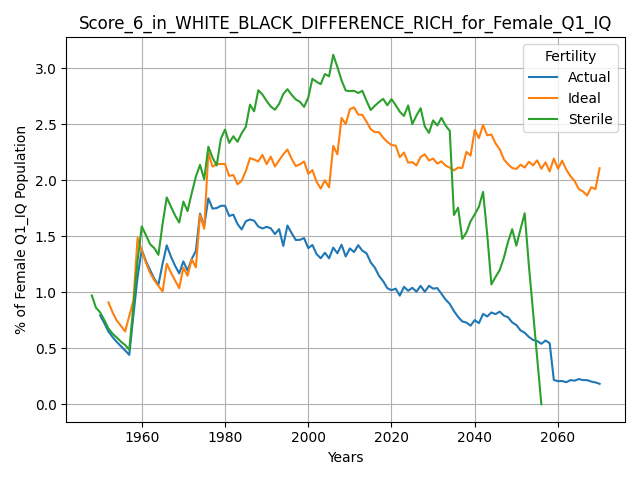 Score_6_in_WHITE_BLACK_DIFFERENCE_RICH_for_Female_Q1_IQ
Fertility
Actual
Ideal
Sterile
% of Female Q1_IQ Population
3.0
2.5
2.0
1.5
1.0
0.5
0.0
1960 1980 2000 2020 2040 2060
Years